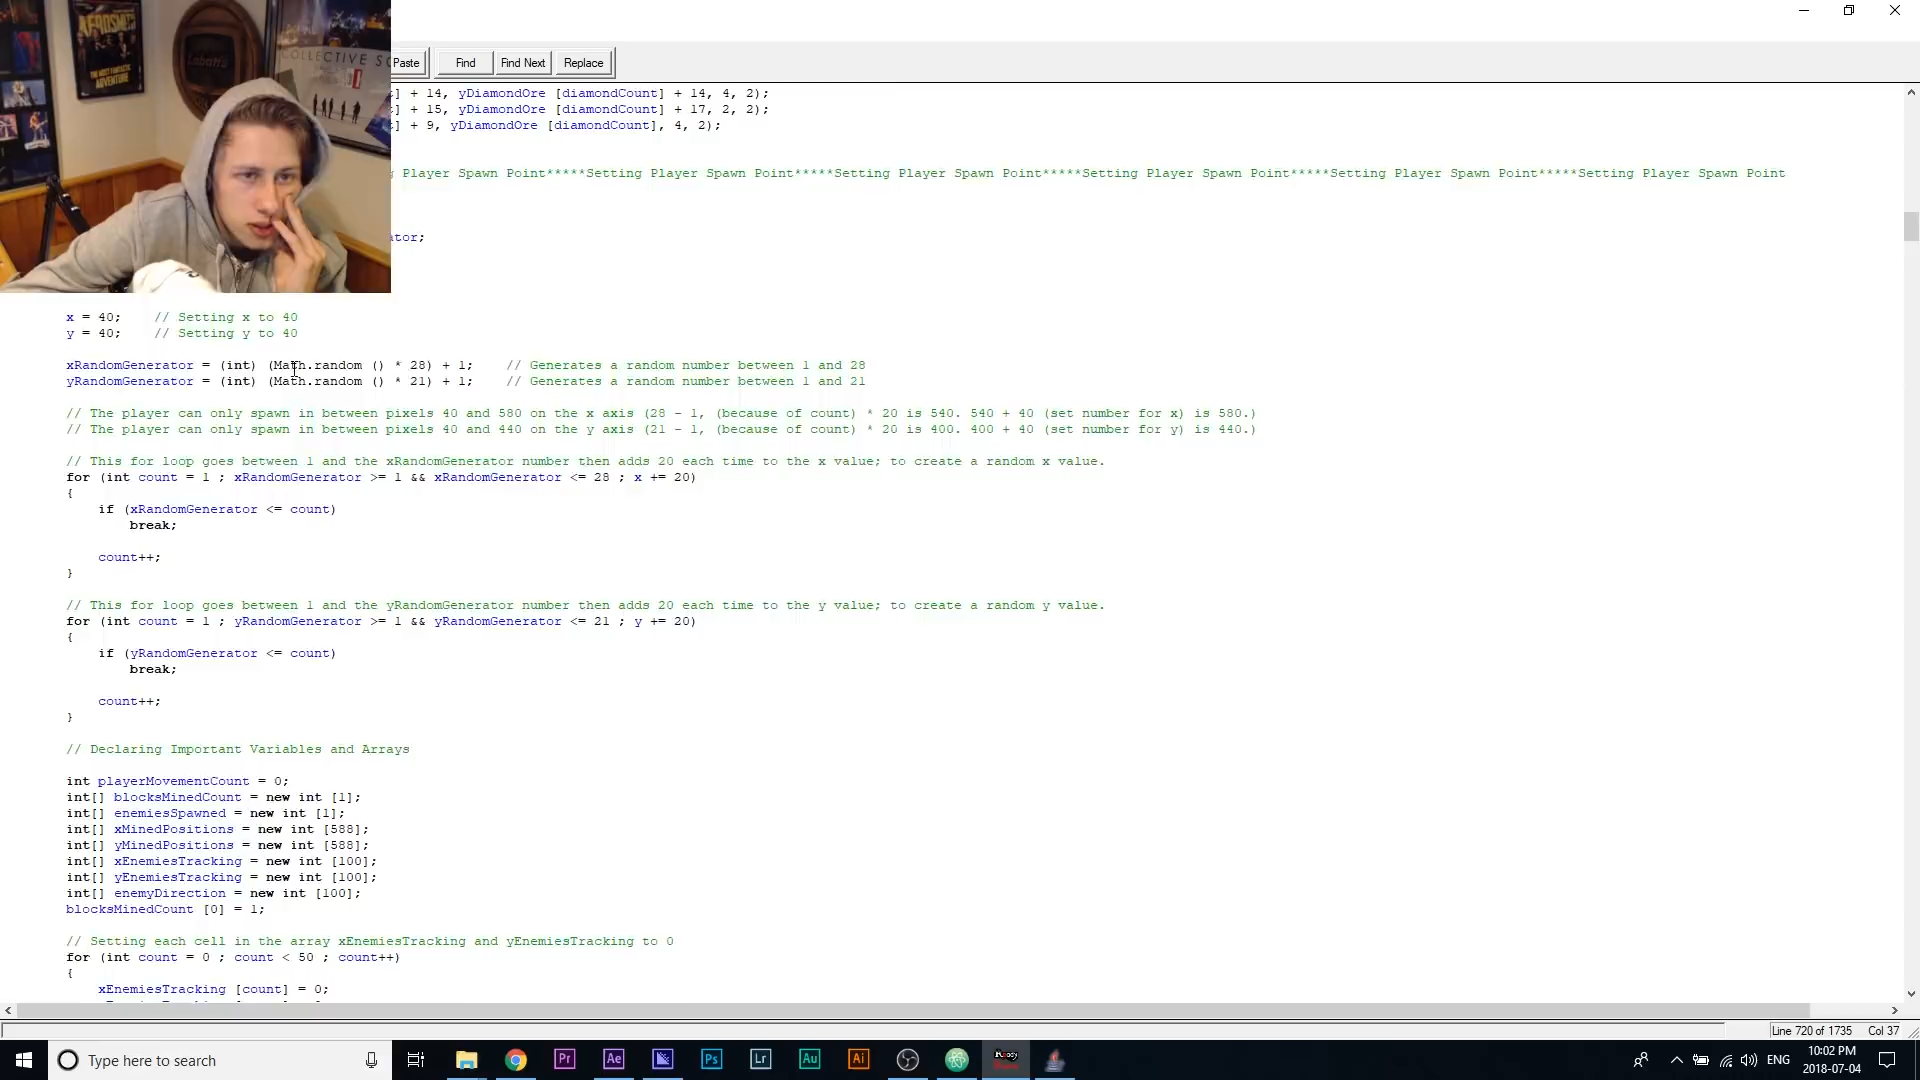 AEROSMITH
THE MOST FANTASTIC
ADVENTURE
Labatt's
COLLECTIVE
Paste
Find
Find Next
Replace
] + 14, yDiamondOre [diamondCount] + 14, 4, 2);
] + 15, yDiamondOre [diamondCount] + 17, 2, 2);
] + 9, yDiamondOre [diamondCount], 4, 2);
Player Spawn Point*****Setting Player Spawn Point*****Setting Player Spawn Point*****Setting Player Spawn Point*****Setting Player Spawn Point*****Setting Player Spawn Point
ator;
x = 40;    // Setting x to 40
y = 40;    // Setting y to 40
xRandomGenerator = (int) (Math.random () * 28) + 1;    // Generates a random number between 1 and 28
yRandomGenerator = (int) (Math.random () * 21) + 1;    // Generates a random number between 1 and 21
// The player can only spawn in between pixels 40 and 580 on the x axis (28 - 1, (because of count) * 20 is 540. 540 + 40 (set number for x) is 580.)
// The player can only spawn in between pixels 40 and 440 on the y axis (21 - 1, (because of count) * 20 is 400. 400 + 40 (set number for y) is 440.)
// This for loop goes between 1 and the xRandomGenerator number then adds 20 each time to the x value; to create a random x value.
for (int count = 1 ; xRandomGenerator >= 1 && xRandomGenerator <= 28 ; x += 20)
{
if (xRandomGenerator <= count)
break;
count++;
}
// This for loop goes between 1 and the yRandomGenerator number then adds 20 each time to the y value; to create a random y value.
for (int count = 1 ; yRandomGenerator >= 1 && yRandomGenerator <= 21 ; y += 20)
{
if (yRandomGenerator <= count)
break;
count++;
}
// Declaring Important Variables and Arrays
int playerMovementCount = 0;
int[] blocksMinedCount = new int [1];
int[] enemiesSpawned = new int [1];
int[] xMinedPositions = new int [588];
int[] yMinedPositions = new int [588];
int[] xEnemiesTracking = new int [100];
int[] yEnemiesTracking = new int [100];
int[] enemyDirection = new int [100];
blocksMinedCount [0] = 1;
// Setting each cell in the array xEnemiesTracking and yEnemiesTracking to 0
for (int count = 0 ; count < 50 ; count++)
{
xEnemiesTracking [count] = 0;
Line 720 of 1735
Col 37
Type here to search
Pr
Ae
Ps
Lr
Au
Ai
Ready
ENG
10:02 PM
2018-07-04